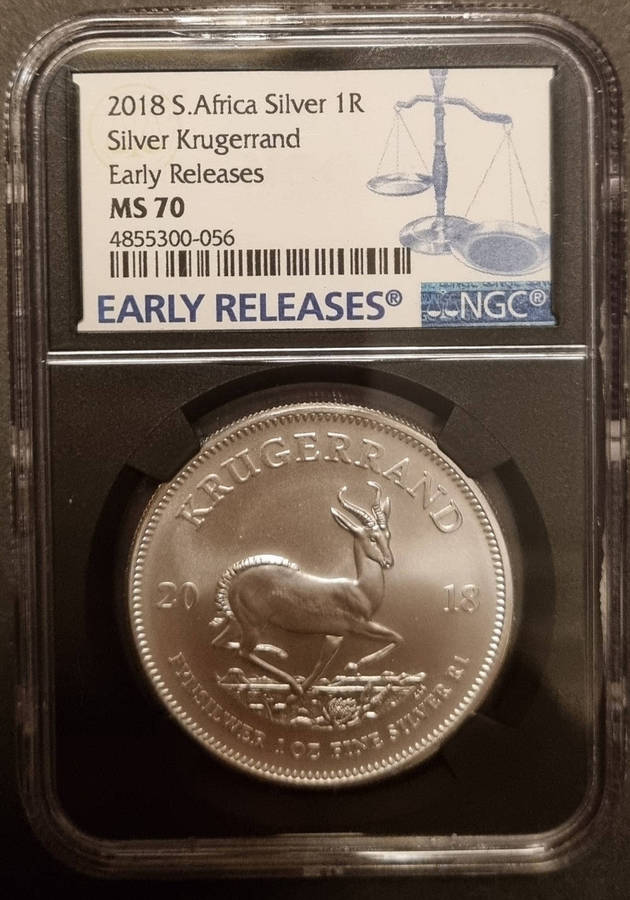 2018 S.Africa Silver 1R
Silver Krugerrand
Early Releases
MS 70
4855300-056
EARLY RELEASES®
NGC®
KRUGERRAND
20 18
FYNSILWER 1 OZ FINE SILVER R1